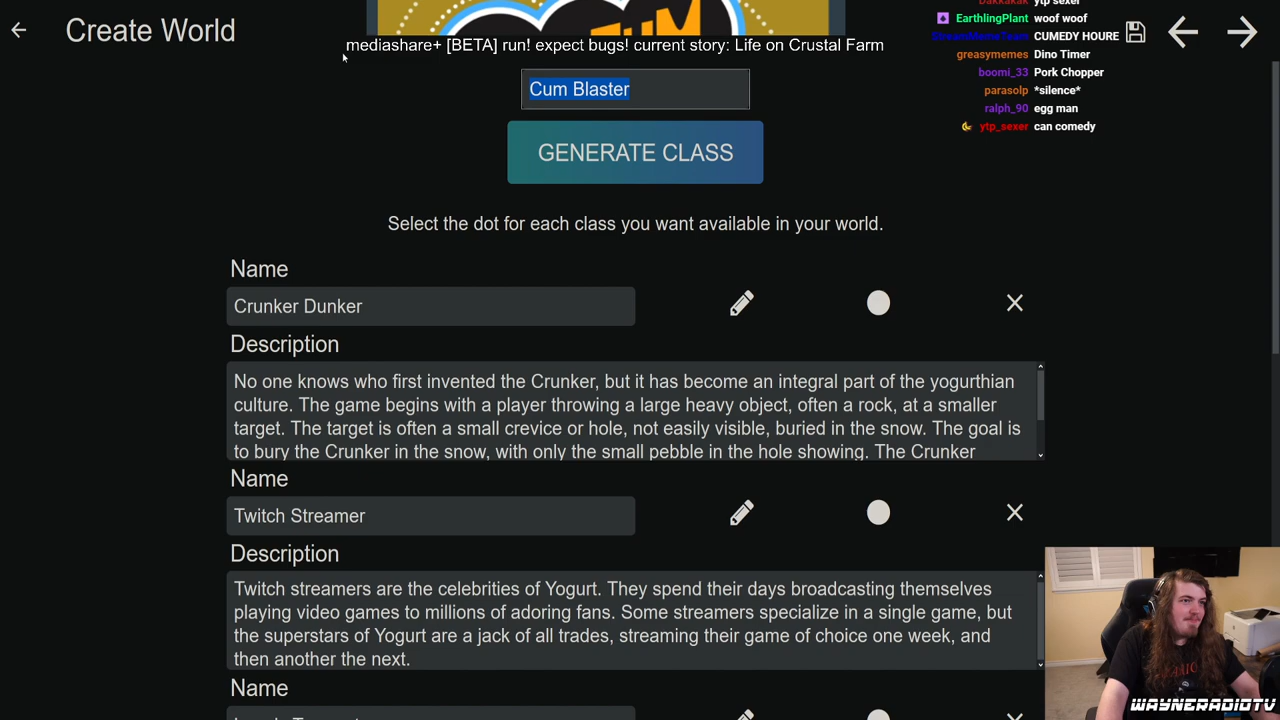 Create World
mediashare+ [BETA] run! expect bugs! current story: Life on Crustal Farm
Dakkakak ytp sexer
EarthlingPlant woof woof
StreamMemeTeam CUMEDY HOURE
greasymemes Dino Timer
boomi_33 Pork Chopper
parasolp *silence*
ralph_90 egg man
ytp_sexer can comedy
Cum Blaster
GENERATE CLASS
Select the dot for each class you want available in your world.
Name
Crunker Dunker
Description
No one knows who first invented the Crunker, but it has become an integral part of the yogurthian
culture. The game begins with a player throwing a large heavy object, often a rock, at a smaller
target. The target is often a small crevice or hole, not easily visible, buried in the snow. The goal is
to bury the Crunker in the snow, with only the small pebble in the hole showing. The Crunker
Name
Twitch Streamer
Description
Twitch streamers are the celebrities of Yogurt. They spend their days broadcasting themselves
playing video games to millions of adoring fans. Some streamers specialize in a single game, but
the superstars of Yogurt are a jack of all trades, streaming their game of choice one week, and
then another the next.
Name
WAYNERADIOTV